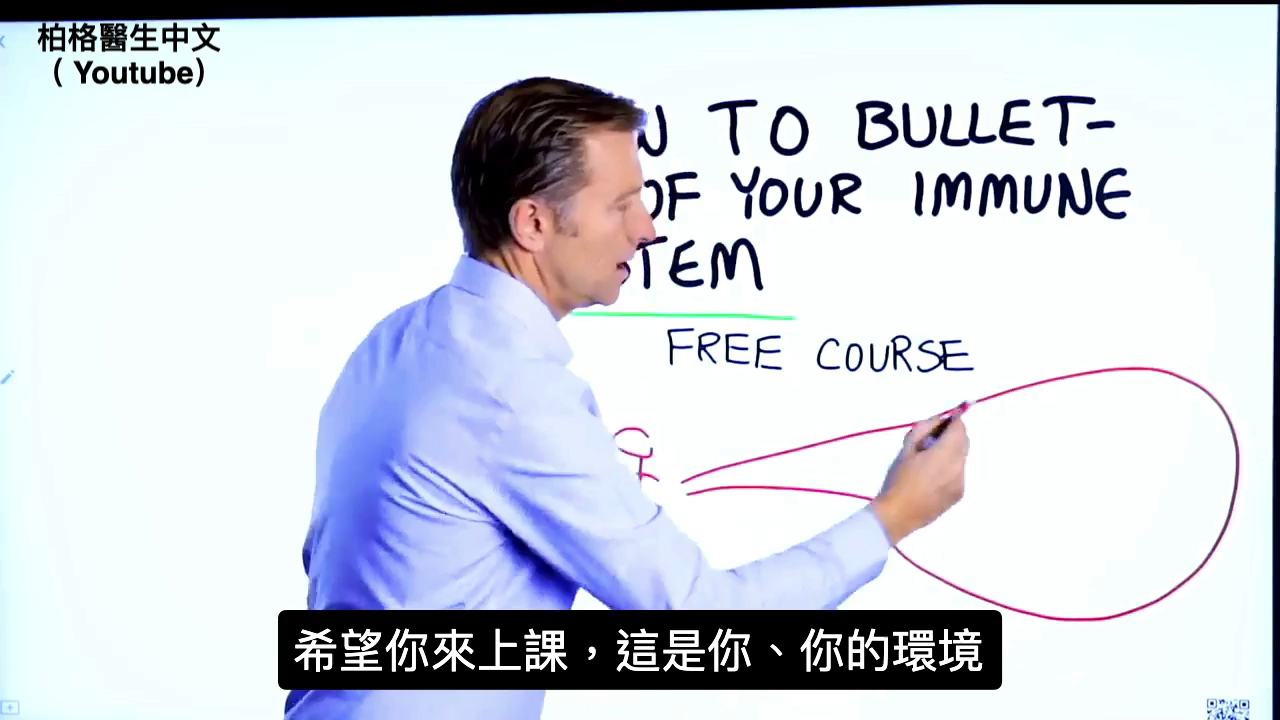 柏格醫生中文
( Youtube)
N TO BULLET-
OF YOUR IMMUNE
TEM
FREE COURSE
希望你來上課，這是你、你的環境